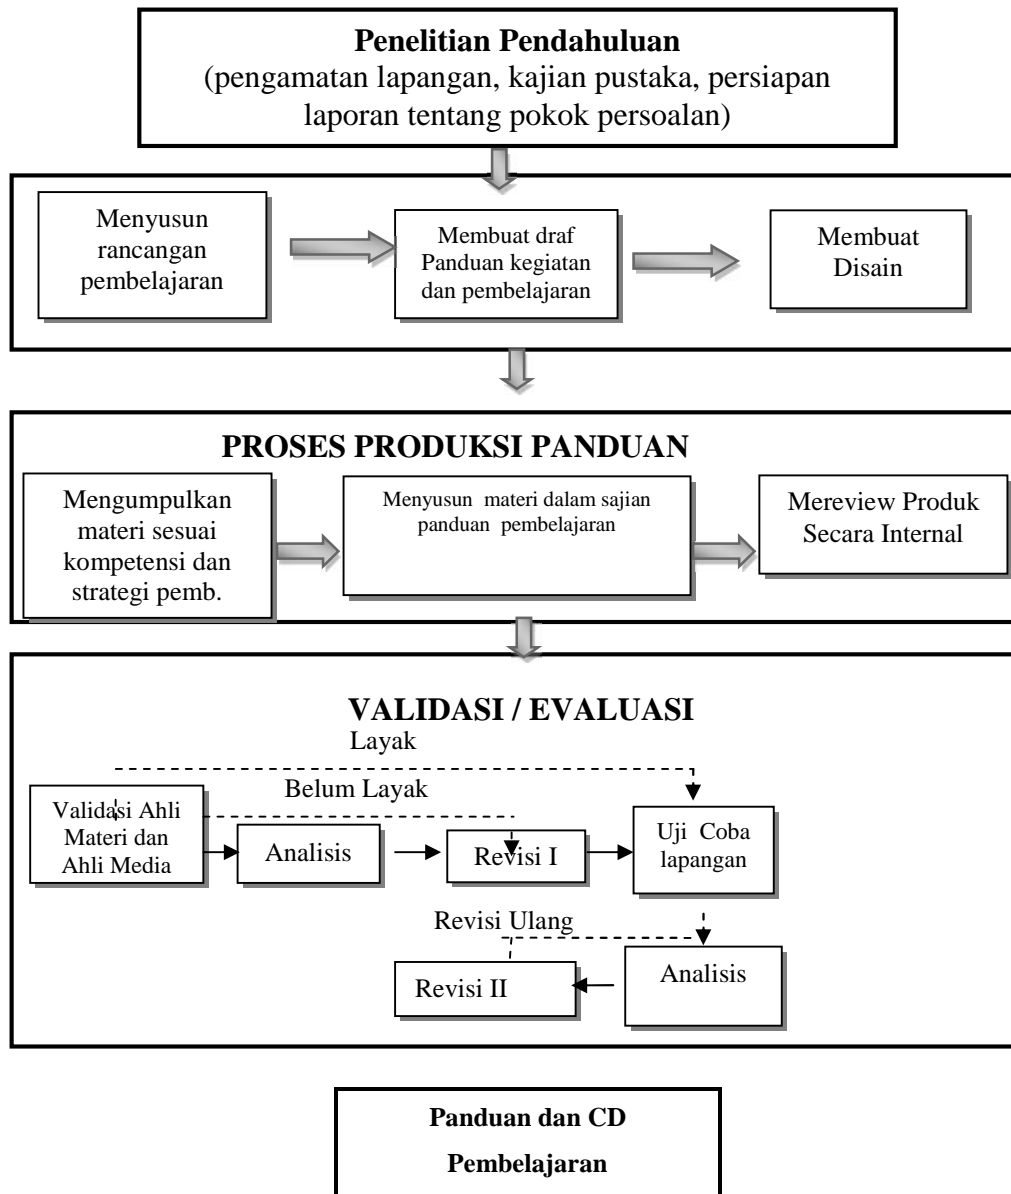 Penelitian Pendahuluan
(pengamatan lapangan, kajian pustaka, persiapan
laporan tentang pokok persoalan)
Menyusun
rancangan
pembelajaran
Membuat draf
Panduan kegiatan
dan pembelajaran
Membuat
Disain
PROSES PRODUKSI PANDUAN
Mengumpulkan
materi sesuai
kompetensi dan
strategi pemb.
Menyusun materi dalam sajian
panduan pembelajaran
Mereview Produk
Secara Internal
VALIDASI / EVALUASI
Layak
Belum Layak
Validasi Ahli
Materi dan
Ahli Media
Analisis
Revisi I
Uji Coba
lapangan
Revisi Ulang
Revisi II
Analisis
Panduan dan CD
Pembelajaran